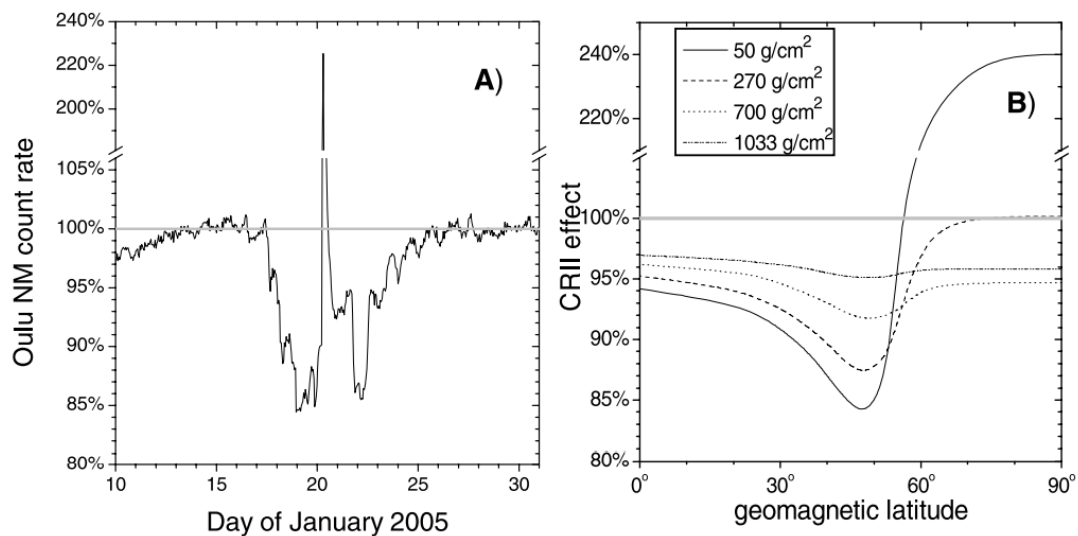 240%
220%
200%
105%
100%
95%
90%
85%
80%
Oulu NM count rate
A)
10
15
20
25
30
Day of January 2005
50 g/cm²
270 g/cm²
700 g/cm²
1033 g/cm²
B)
240%
220%
100%
95%
90%
85%
80%
CRII effect
0°
30°
60°
90°
geomagnetic latitude